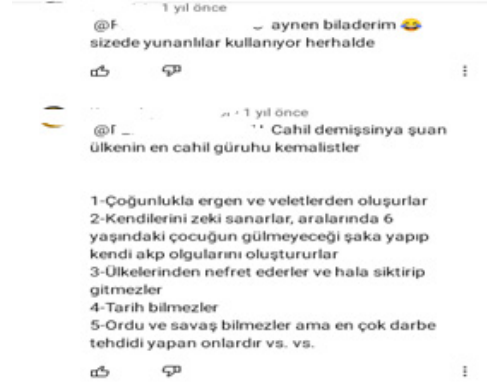 1 yıl önce
@F aynen biladerim 😂
sizede yunanlılar kullanıyor herhalde
· 1 yıl önce
@ Cahil demişsinya şuan
ülkenin en cahil güruhu kemalistler
1-Çoğunlukla ergen ve veletlerden oluşurlar
2-Kendilerini zeki sanarlar, aralarında 6
yaşındaki çocuğun gülmeyeceği şaka yapıp
kendi akp olgularını oluştururlar
3-Ülkelerinden nefret ederler ve hala siktirip
gitmezler
4-Tarih bilmezler
5-Ordu ve savaş bilmezler ama en çok darbe
tehdidi yapan onlardır vs. vs.